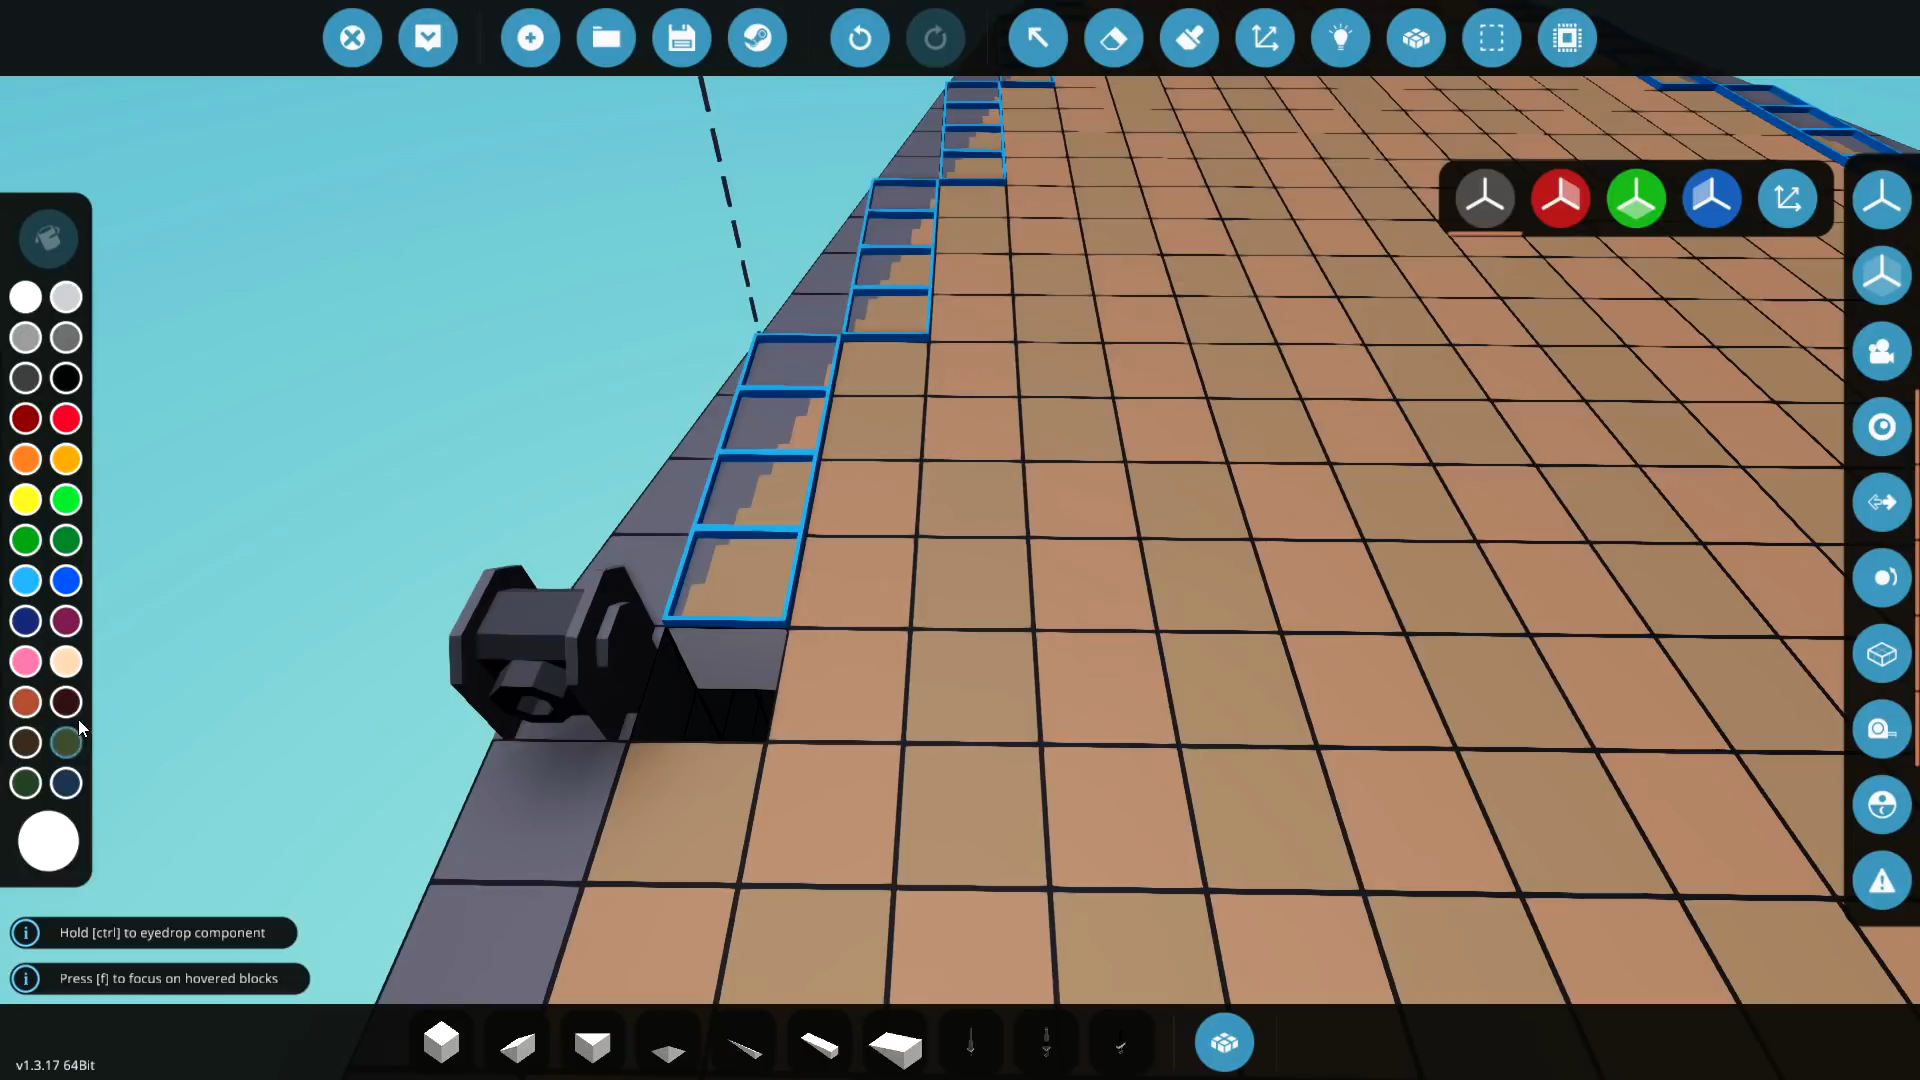 Hold [ctrl] to eyedrop component
Press [f] to focus on hovered blocks
v1.3.17 64Bit